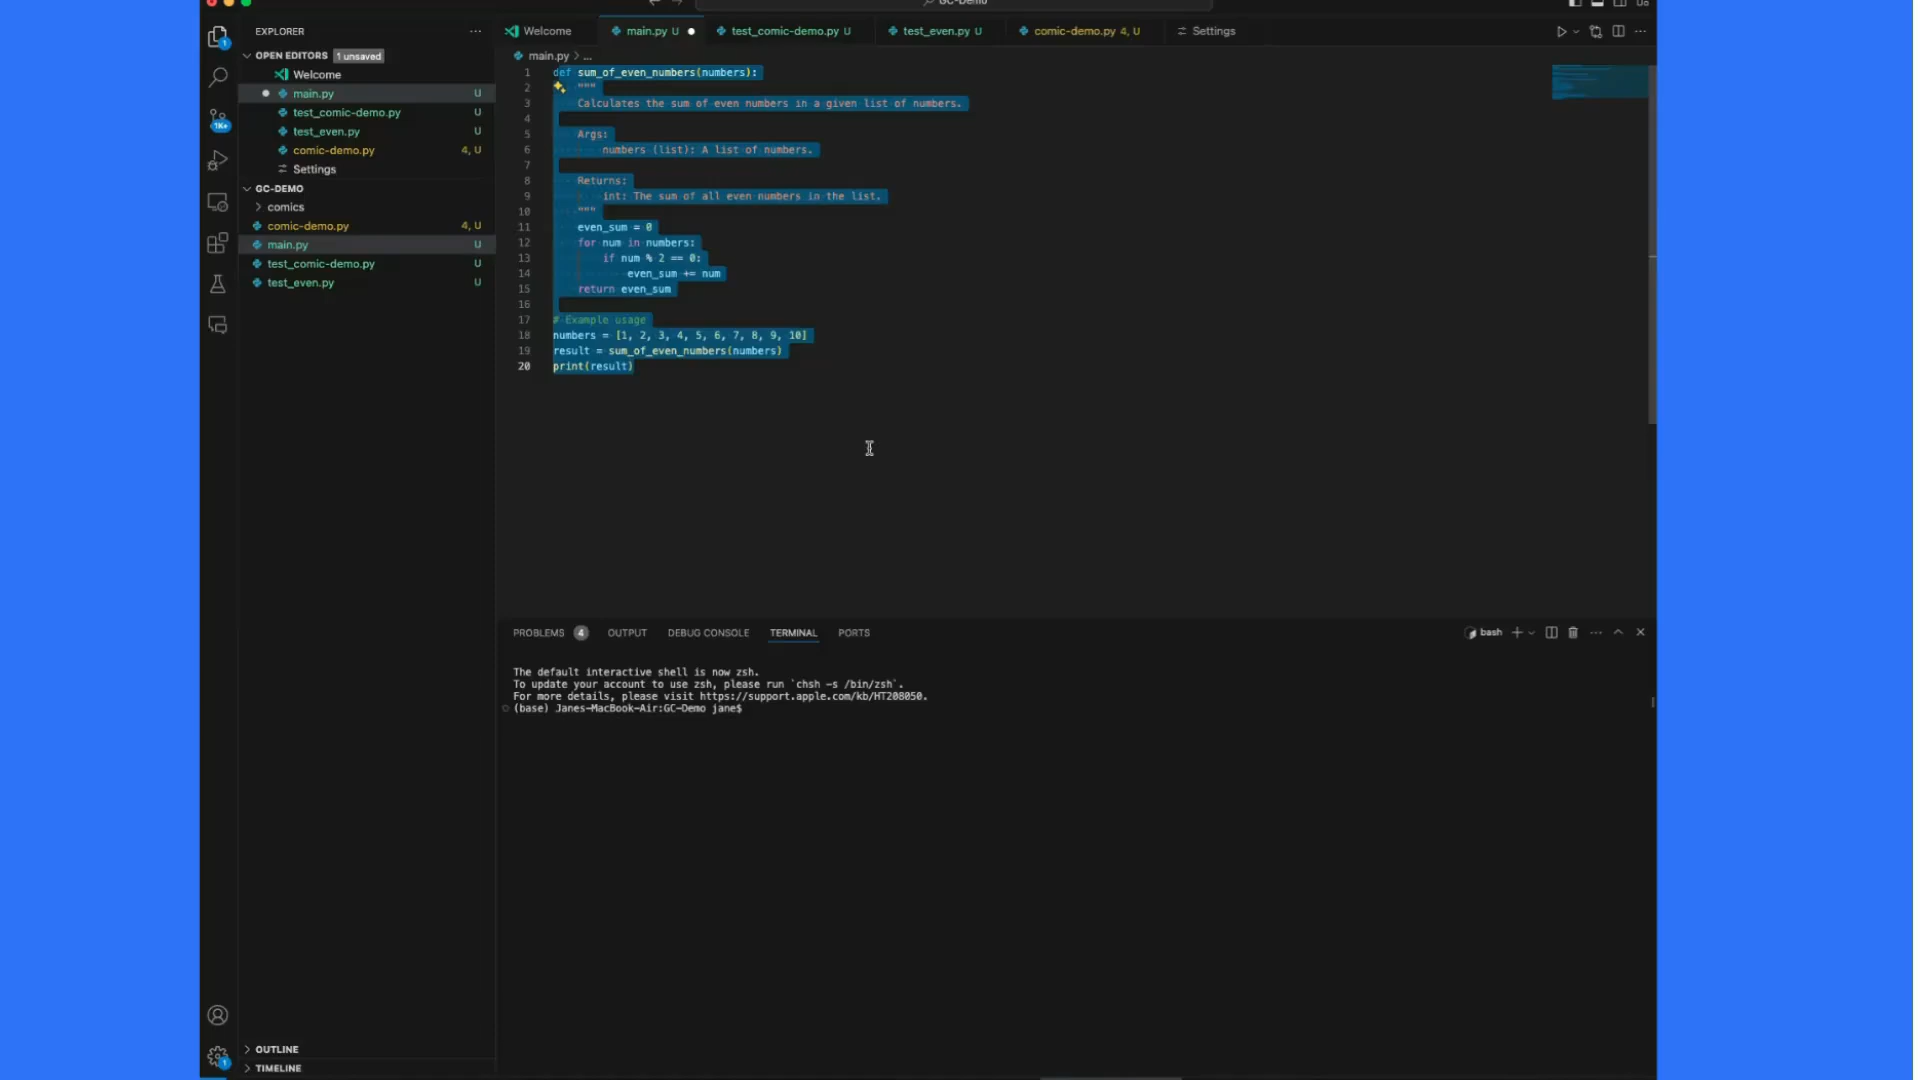 GC-Demo
EXPLORER
OPEN EDITORS 1 unsaved
Welcome
main.py U
test_comic-demo.py U
test_even.py U
comic-demo.py 4, U
Settings
GC-DEMO
comics
comic-demo.py 4, U
main.py U
test_comic-demo.py U
test_even.py U
OUTLINE
TIMELINE
1
1K+
1
Welcome main.py U test_comic-demo.py U test_even.py U comic-demo.py 4, U Settings
main.py > ...
1 def sum_of_even_numbers(numbers):
2 """
3 Calculates the sum of even numbers in a given list of numbers.
4
5 Args:
6 numbers (list): A list of numbers.
7
8 Returns:
9 int: The sum of all even numbers in the list.
10 """
11 even_sum = 0
12 for num in numbers:
13 if num % 2 == 0:
14 even_sum += num
15 return even_sum
16
17 # Example usage
18 numbers = [1, 2, 3, 4, 5, 6, 7, 8, 9, 10]
19 result = sum_of_even_numbers(numbers)
20 print(result)
PROBLEMS 4 OUTPUT DEBUG CONSOLE TERMINAL PORTS bash
The default interactive shell is now zsh.
To update your account to use zsh, please run `chsh -s /bin/zsh`.
For more details, please visit https://support.apple.com/kb/HT208050.
(base) Janes-MacBook-Air:GC-Demo jane$